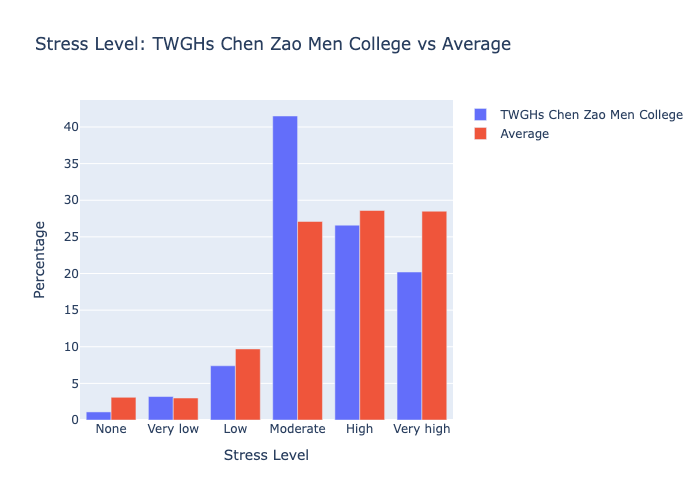 Stress Level: TWGHs Chen Zao Men College vs Average
TWGHs Chen Zao Men College
Average
40
35
30
25
20
15
10
5
0
Percentage
None Very low Low Moderate High Very high
Stress Level